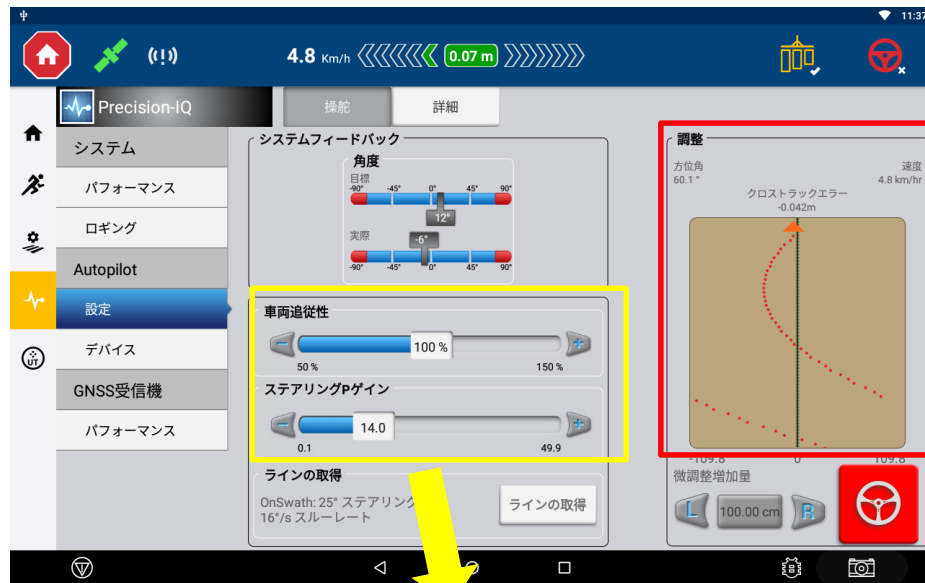 11:37
4.8 Km/h
0.07 m
Precision-IQ
操舵
詳細
システム
パフォーマンス
ロギング
Autopilot
設定
デバイス
GNSS受信機
パフォーマンス
UT
システムフィードバック
角度
目標
-90° -45° 0° 45° 90°
12°
実際
-6°
-90° -45° 0° 45° 90°
車両追従性
100 %
50 % 150 %
ステアリングPゲイン
14.0
0.1 49.9
ラインの取得
OnSwath: 25° ステアリング
16°/s スルーレート
ラインの取得
調整
方位角 速度
60.1 ° 4.8 km/hr
クロストラックエラー
-0.042m
-109.8 0 109.8
微調整増加量
L 100.00 cm R